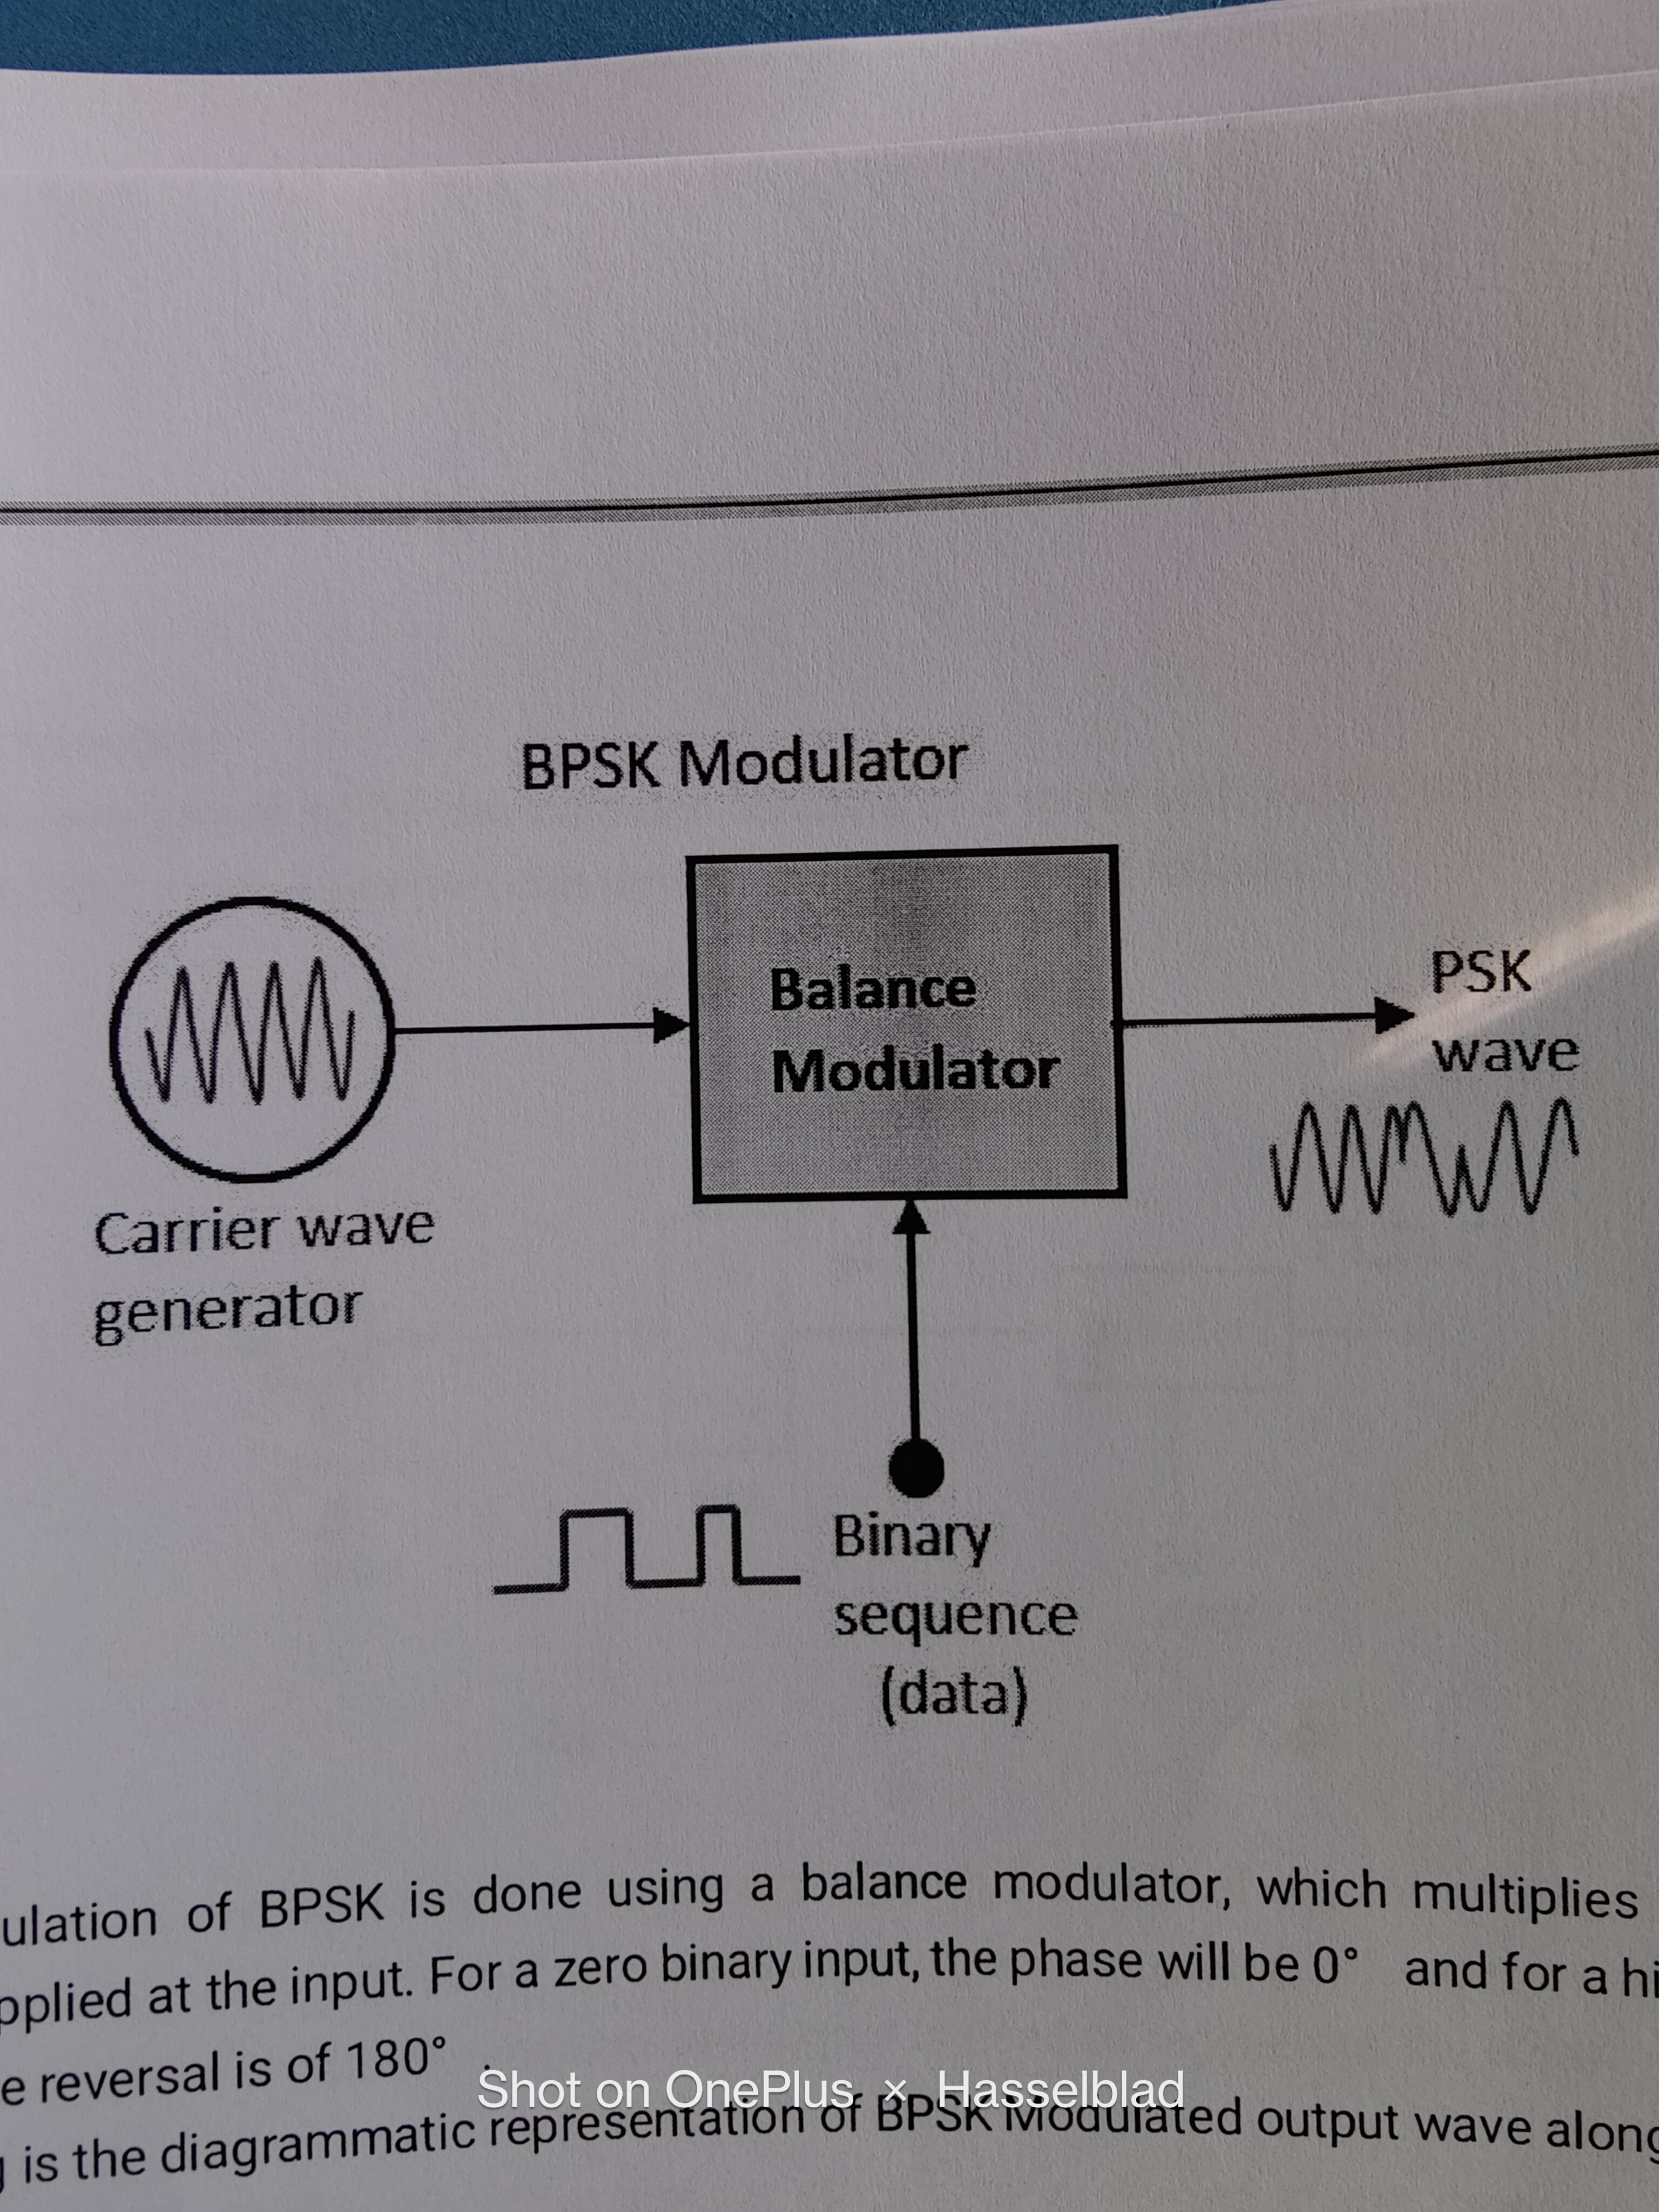 BPSK Modulator
Balance
Modulator
PSK
wave
Carrier wave
generator
Binary
sequence
(data)
ulation of BPSK is done using a balance modulator, which multiplies
pplied at the input. For a zero binary input, the phase will be 0° and for a hi
e reversal is of 180° .
g is the diagrammatic representation of BPSK Modulated output wave along
Shot on OnePlus × Hasselblad